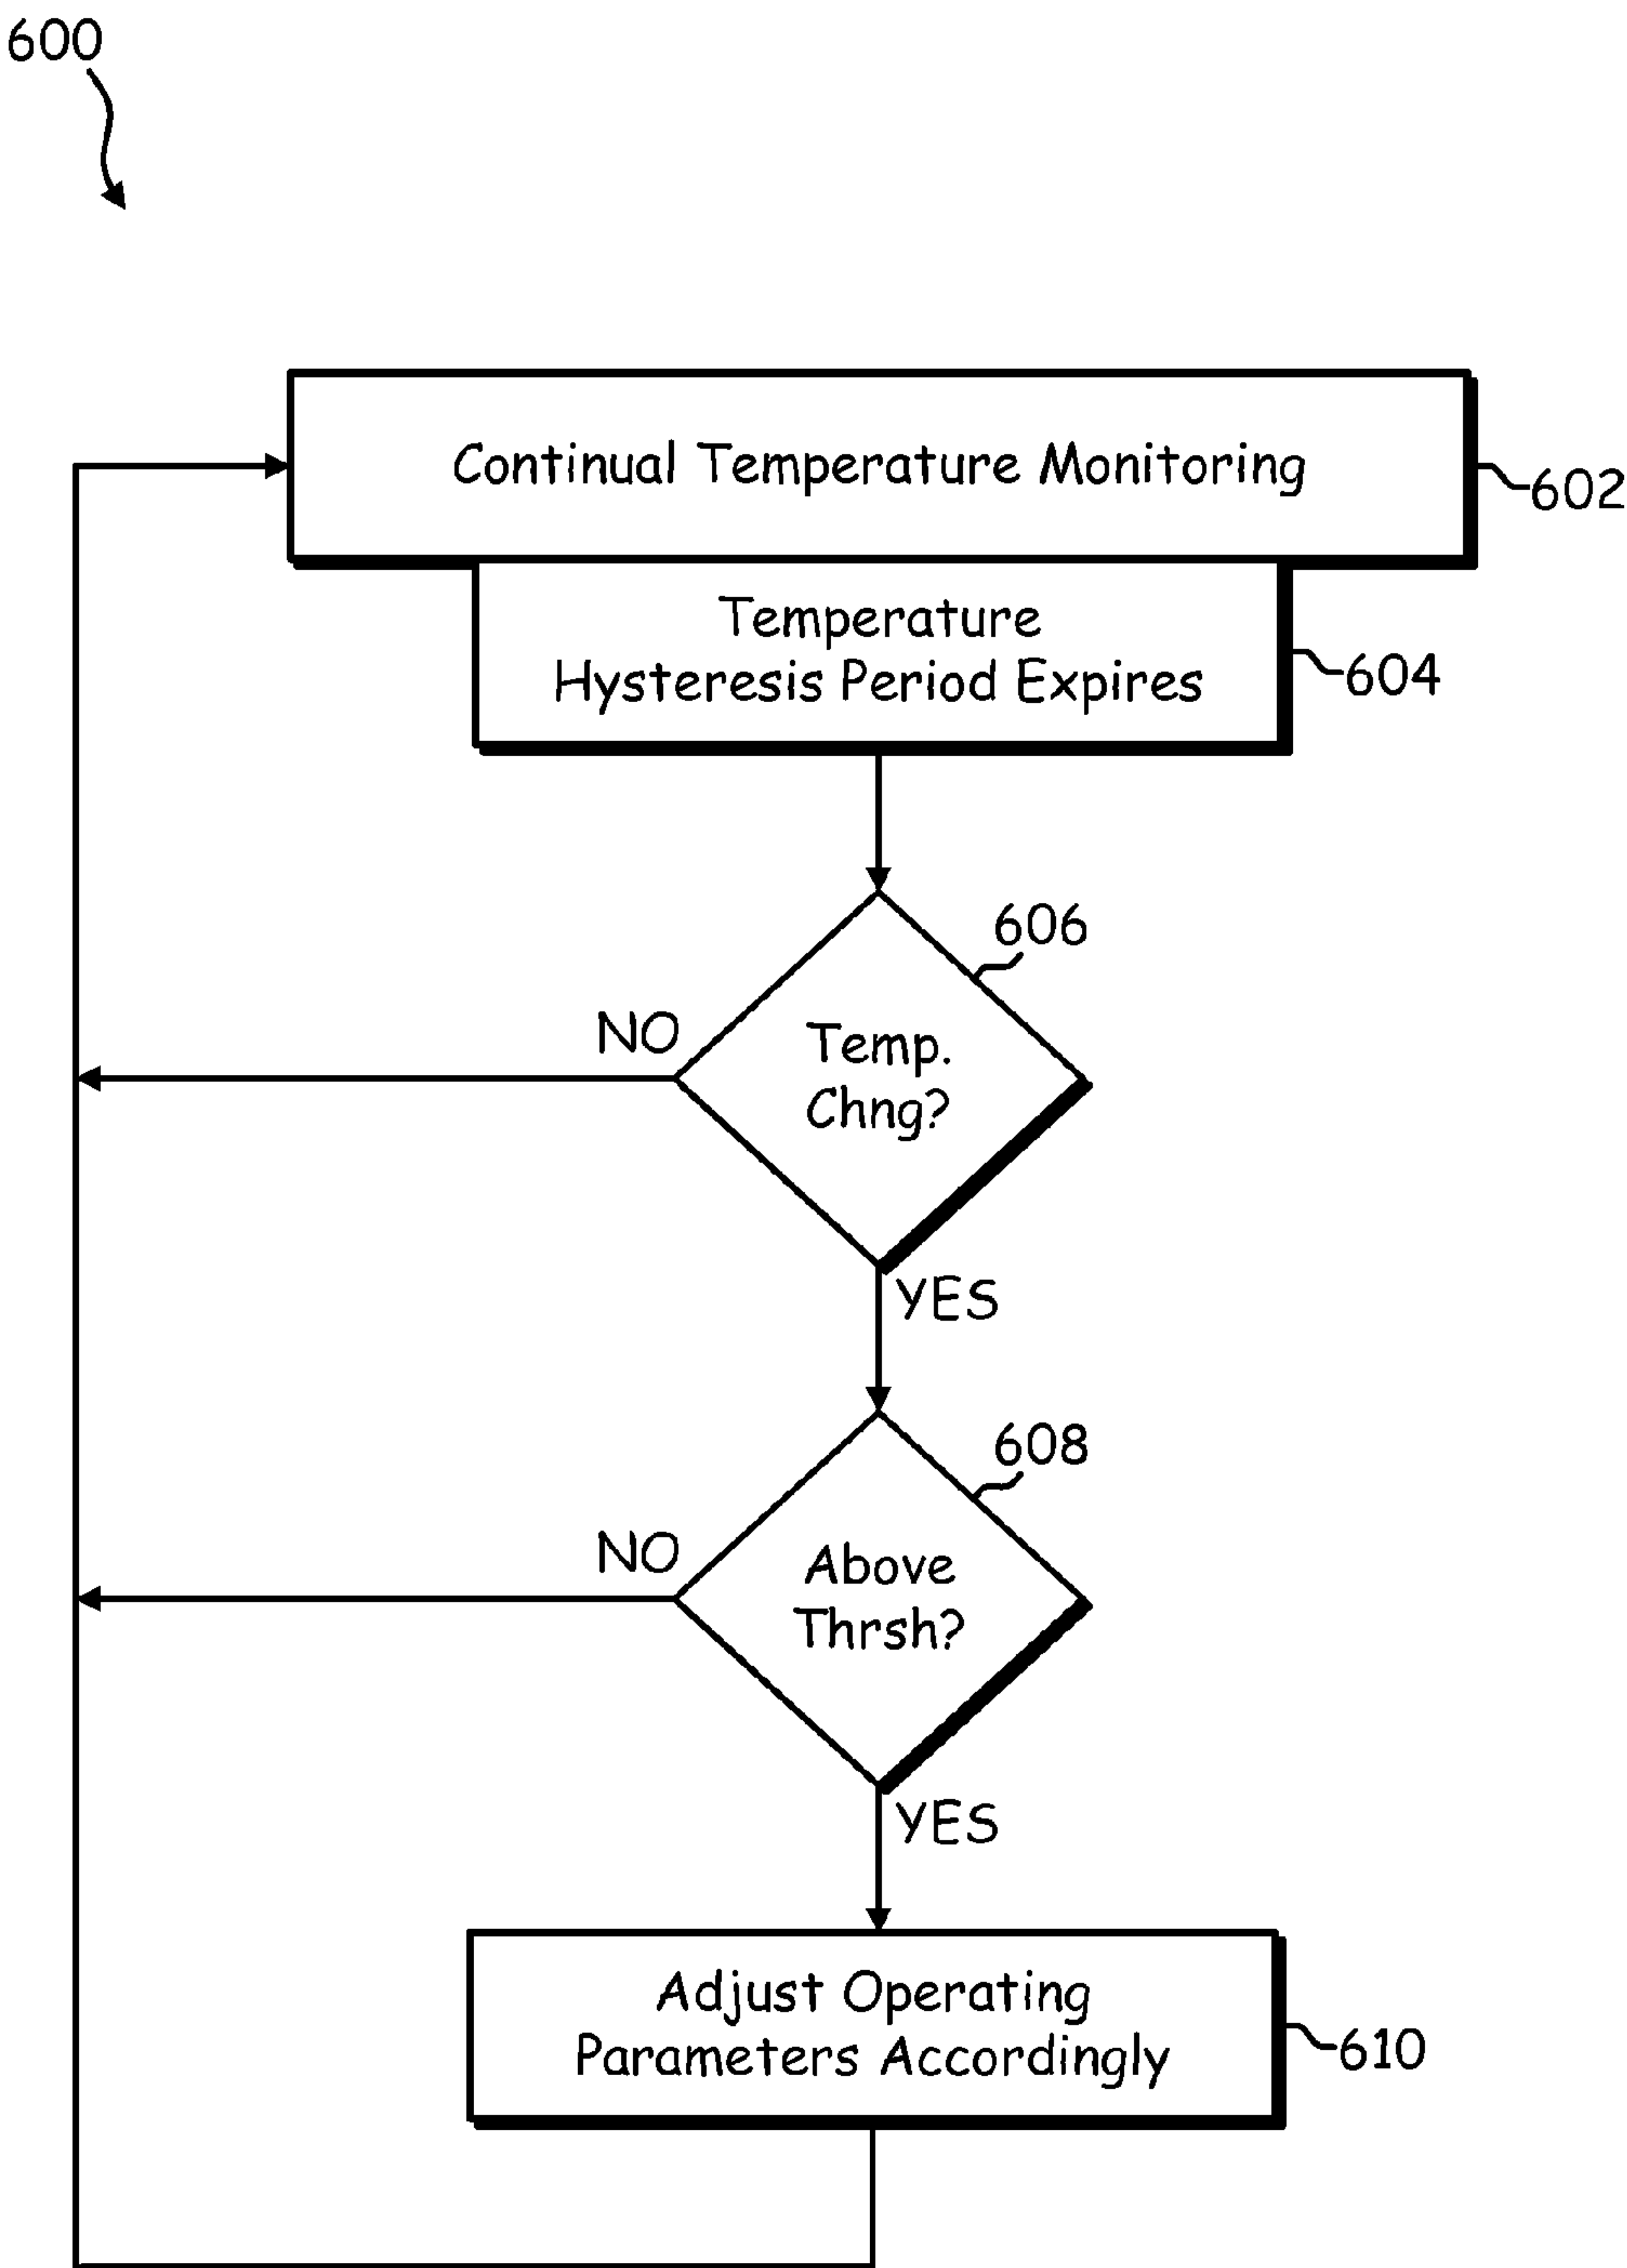 600
Continual Temperature Monitoring
602
Temperature
Hysteresis Period Expires
604
606
NO
Temp.
Chng?
YES
608
NO
Above
Thrsh?
YES
Adjust Operating
Parameters Accordingly
610